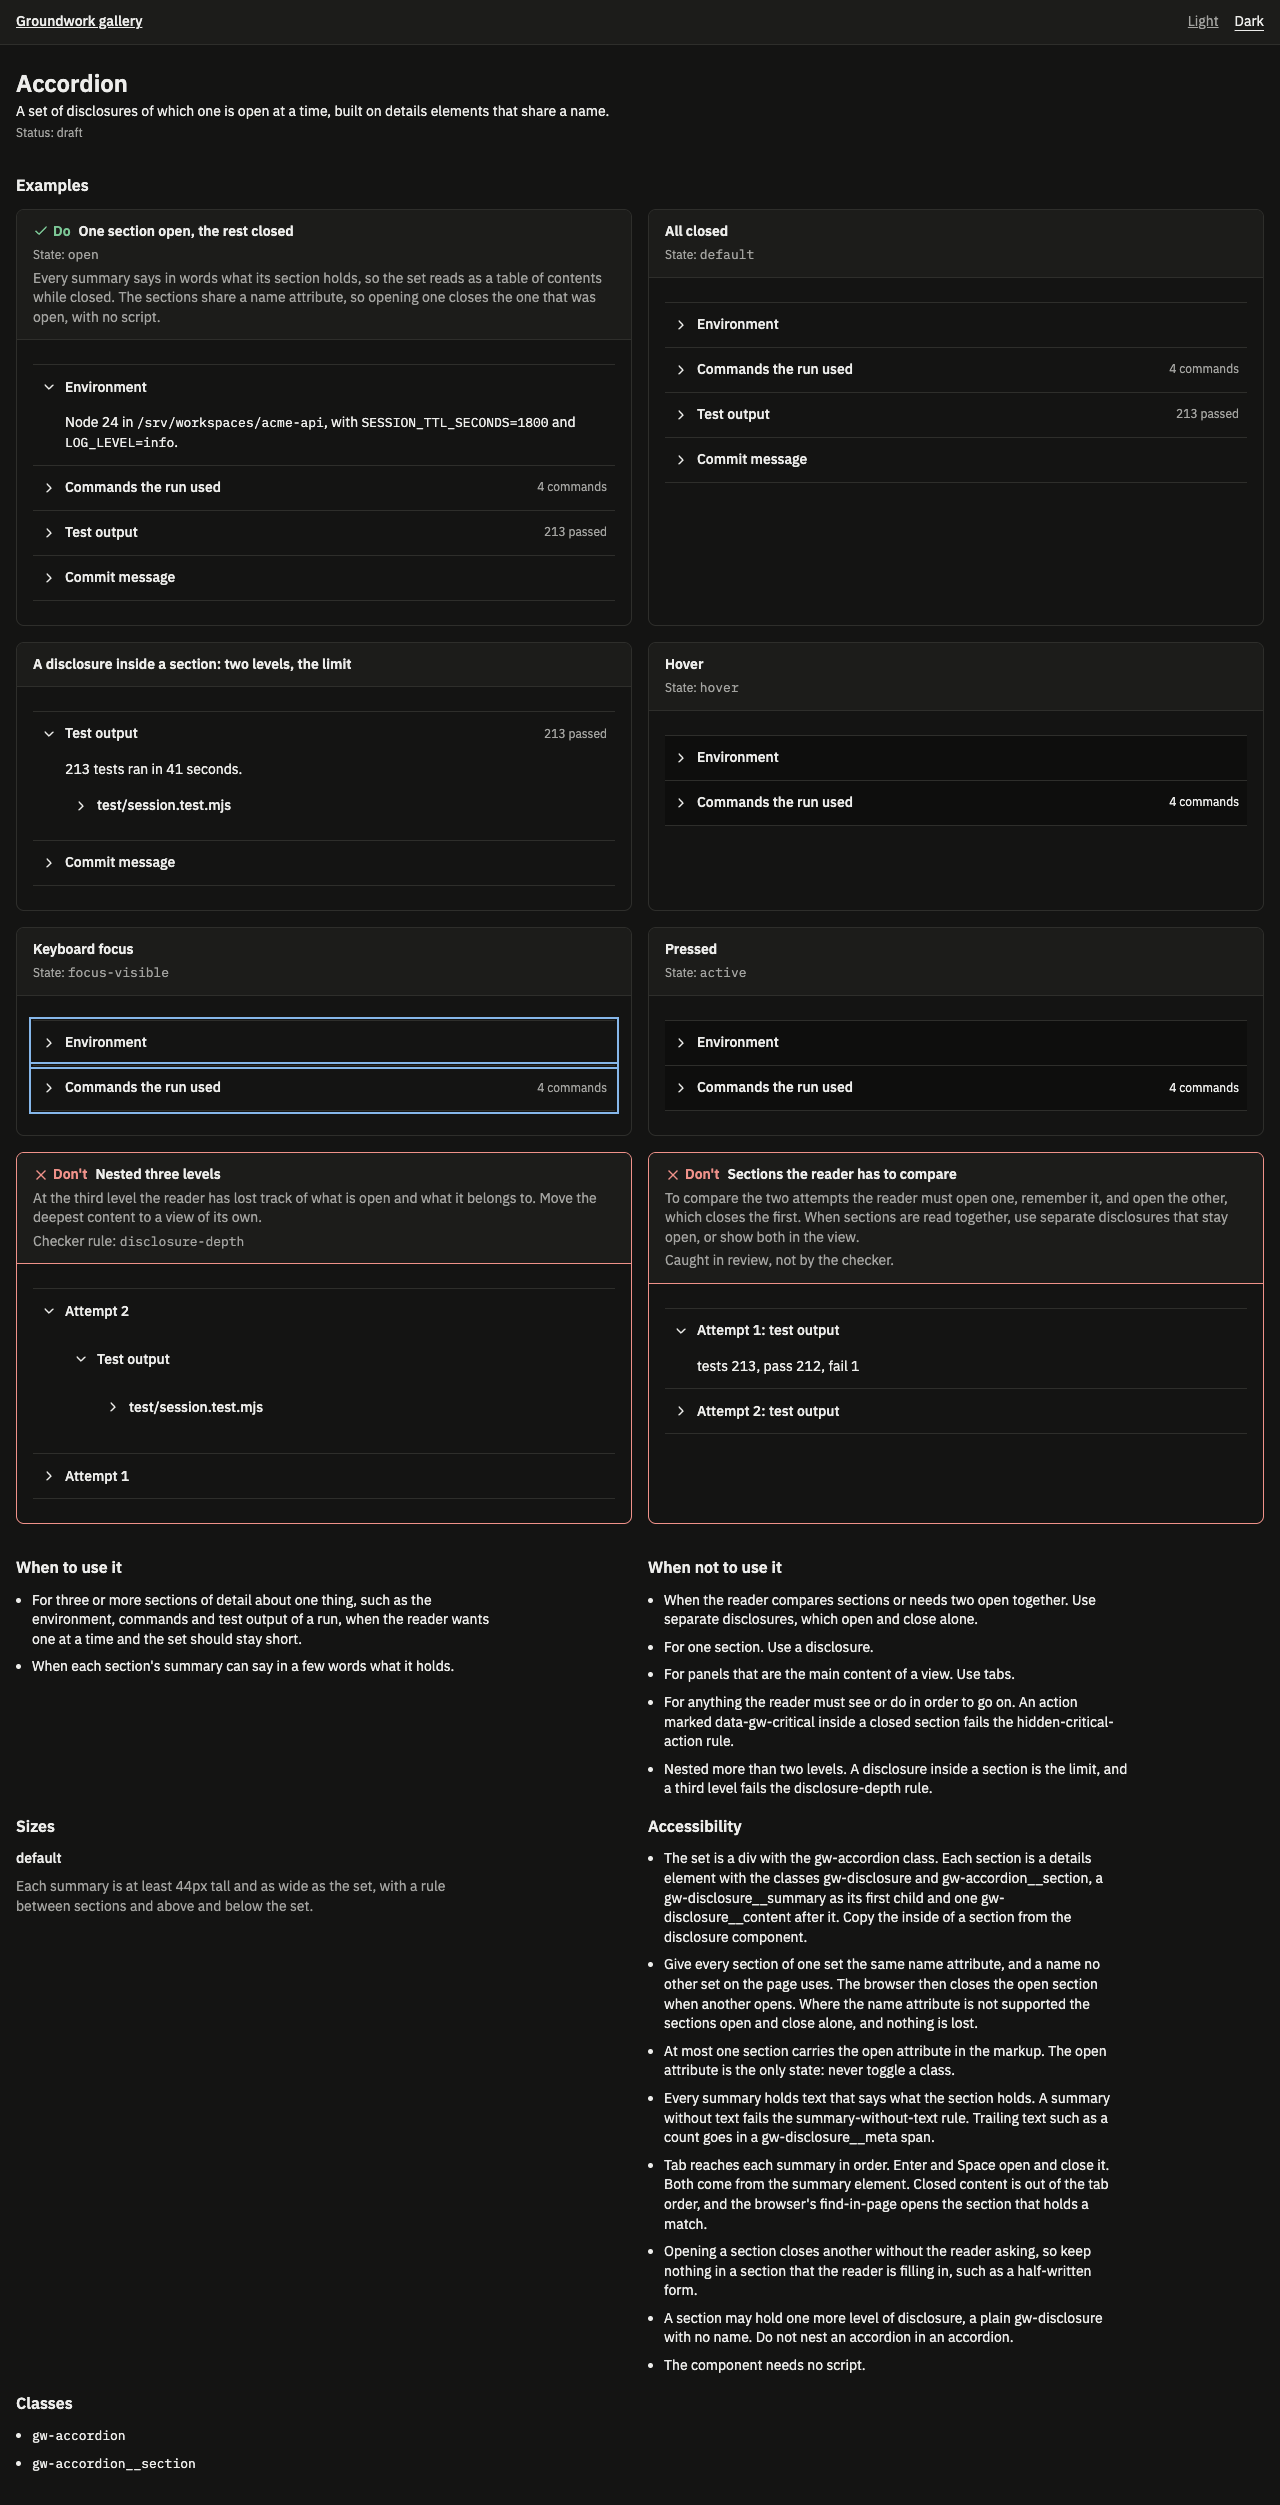 Groundwork gallery
Light Dark
Accordion
A set of disclosures of which one is open at a time, built on details elements that share a name.
Status: draft
Examples
Do One section open, the rest closed
State: open
Every summary says in words what its section holds, so the set reads as a table of contents
while closed. The sections share a name attribute, so opening one closes the one that was
open, with no script.
Environment
Node 24 in /srv/workspaces/acme-api, with SESSION_TTL_SECONDS=1800 and
LOG_LEVEL=info.
Commands the run used 4 commands
Test output 213 passed
Commit message
All closed
State: default
Environment
Commands the run used 4 commands
Test output 213 passed
Commit message
A disclosure inside a section: two levels, the limit
Test output 213 passed
213 tests ran in 41 seconds.
test/session.test.mjs
Commit message
Hover
State: hover
Environment
Commands the run used 4 commands
Keyboard focus
State: focus-visible
Environment
Commands the run used 4 commands
Pressed
State: active
Environment
Commands the run used 4 commands
Don't Nested three levels
At the third level the reader has lost track of what is open and what it belongs to. Move the
deepest content to a view of its own.
Checker rule: disclosure-depth
Attempt 2
Test output
test/session.test.mjs
Attempt 1
Don't Sections the reader has to compare
To compare the two attempts the reader must open one, remember it, and open the other,
which closes the first. When sections are read together, use separate disclosures that stay
open, or show both in the view.
Caught in review, not by the checker.
Attempt 1: test output
tests 213, pass 212, fail 1
Attempt 2: test output
When to use it
• For three or more sections of detail about one thing, such as the
environment, commands and test output of a run, when the reader wants
one at a time and the set should stay short.
• When each section's summary can say in a few words what it holds.
When not to use it
• When the reader compares sections or needs two open together. Use
separate disclosures, which open and close alone.
• For one section. Use a disclosure.
• For panels that are the main content of a view. Use tabs.
• For anything the reader must see or do in order to go on. An action
marked data-gw-critical inside a closed section fails the hidden-critical-
action rule.
• Nested more than two levels. A disclosure inside a section is the limit, and
a third level fails the disclosure-depth rule.
Sizes
default
Each summary is at least 44px tall and as wide as the set, with a rule
between sections and above and below the set.
Accessibility
• The set is a div with the gw-accordion class. Each section is a details
element with the classes gw-disclosure and gw-accordion__section, a
gw-disclosure__summary as its first child and one gw-
disclosure__content after it. Copy the inside of a section from the
disclosure component.
• Give every section of one set the same name attribute, and a name no
other set on the page uses. The browser then closes the open section
when another opens. Where the name attribute is not supported the
sections open and close alone, and nothing is lost.
• At most one section carries the open attribute in the markup. The open
attribute is the only state: never toggle a class.
• Every summary holds text that says what the section holds. A summary
without text fails the summary-without-text rule. Trailing text such as a
count goes in a gw-disclosure__meta span.
• Tab reaches each summary in order. Enter and Space open and close it.
Both come from the summary element. Closed content is out of the tab
order, and the browser's find-in-page opens the section that holds a
match.
• Opening a section closes another without the reader asking, so keep
nothing in a section that the reader is filling in, such as a half-written
form.
• A section may hold one more level of disclosure, a plain gw-disclosure
with no name. Do not nest an accordion in an accordion.
• The component needs no script.
Classes
• gw-accordion
• gw-accordion__section